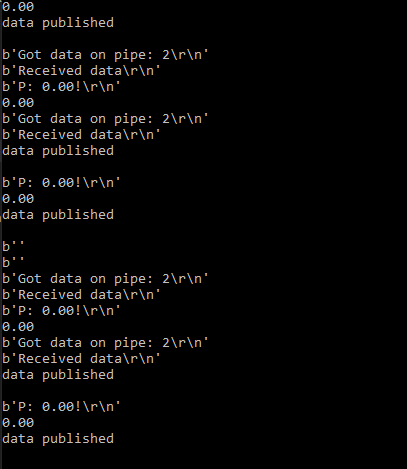 0.00
data published
b'Got data on pipe: 2\r\n'
b'Received data\r\n'
b'P: 0.00!\r\n'
0.00
b'Got data on pipe: 2\r\n'
b'Received data\r\n'
data published
b'P: 0.00!\r\n'
0.00
data published
b''
b''
b'Got data on pipe: 2\r\n'
b'Received data\r\n'
b'P: 0.00!\r\n'
0.00
b'Got data on pipe: 2\r\n'
b'Received data\r\n'
data published
b'P: 0.00!\r\n'
0.00
data published